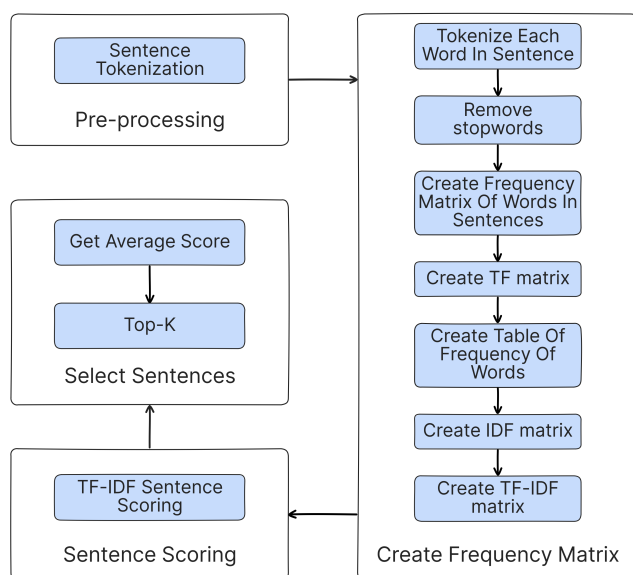 Sentence
Tokenization
Pre-processing
Tokenize Each
Word In Sentence
Remove
stopwords
Create Frequency
Matrix Of Words In
Sentences
Create TF matrix
Create Table Of
Frequency Of
Words
Create IDF matrix
Create TF-IDF
matrix
Create Frequency Matrix
TF-IDF Sentence
Scoring
Sentence Scoring
Get Average Score
Top-K
Select Sentences